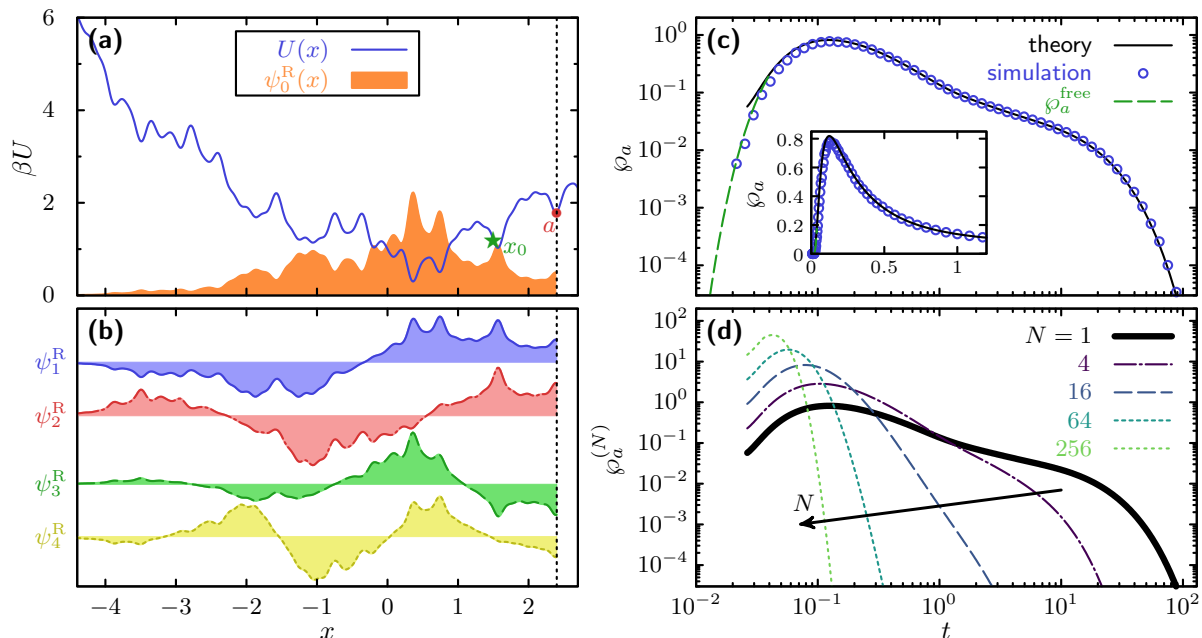 (a)
U(x)
ψ₀ᴿ(x)
βU
6
4
2
0
a
x₀
(b)
ψ₁ᴿ
ψ₂ᴿ
ψ₃ᴿ
ψ₄ᴿ
−4 −3 −2 −1 0 1 2
x
(c)
theory
simulation
℘ₐᶠʳᵉᵉ
℘ₐ
10⁰
10⁻¹
10⁻²
10⁻³
10⁻⁴
℘ₐ
0.8
0.6
0.4
0.2
0
0 0.5 1
(d)
N = 1
4
16
64
256
N
℘ₐ⁽ᴺ⁾
10²
10¹
10⁰
10⁻¹
10⁻²
10⁻³
10⁻⁴
10⁻² 10⁻¹ 10⁰ 10¹ 10²
t